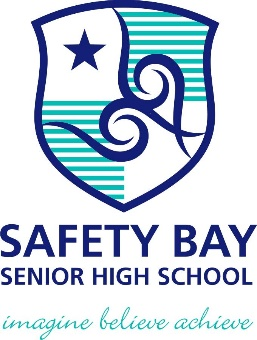 SAFETY BAY
SENIOR HIGH SCHOOL
imagine believe achieve